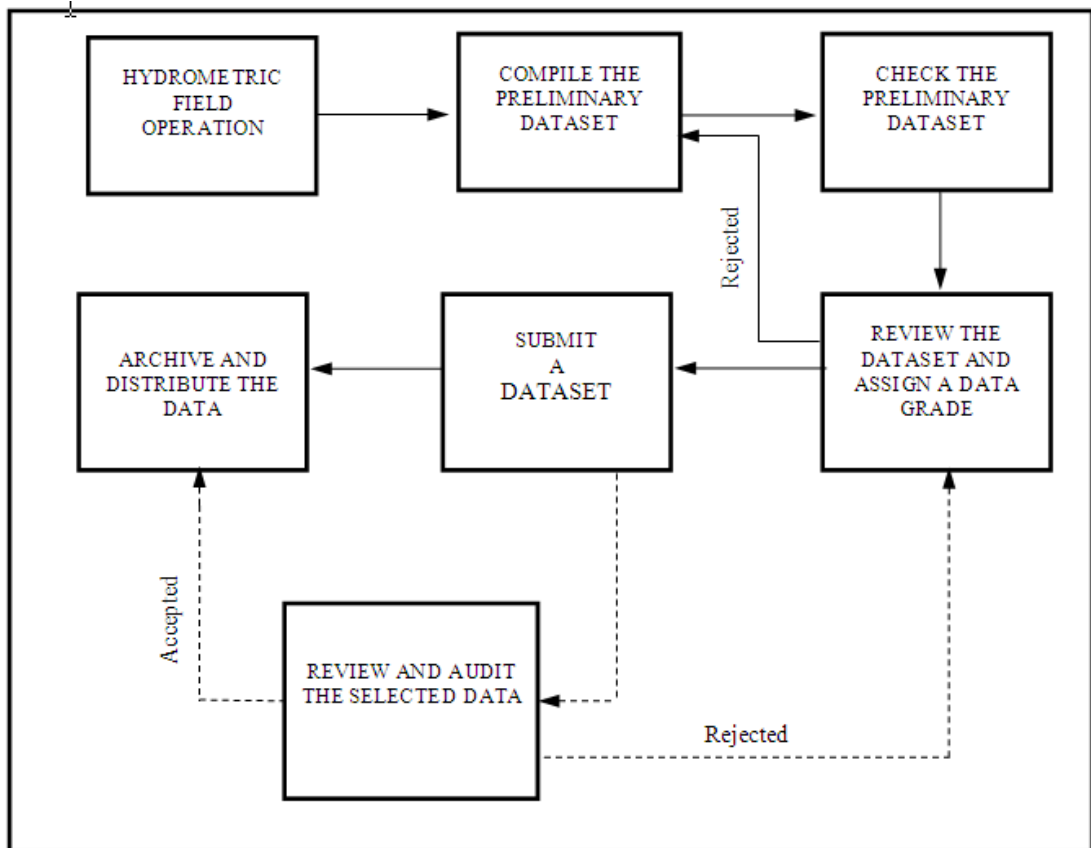 HYDROMETRIC
FIELD
OPERATION
COMPILE THE
PRELIMINARY
DATASET
CHECK THE
PRELIMINARY
DATASET
Rejected
ARCHIVE AND
DISTRIBUTE THE
DATA
SUBMIT
A
DATASET
REVIEW THE
DATASET AND
ASSIGN A DATA
GRADE
Accepted
REVIEW AND AUDIT
THE SELECTED DATA
Rejected